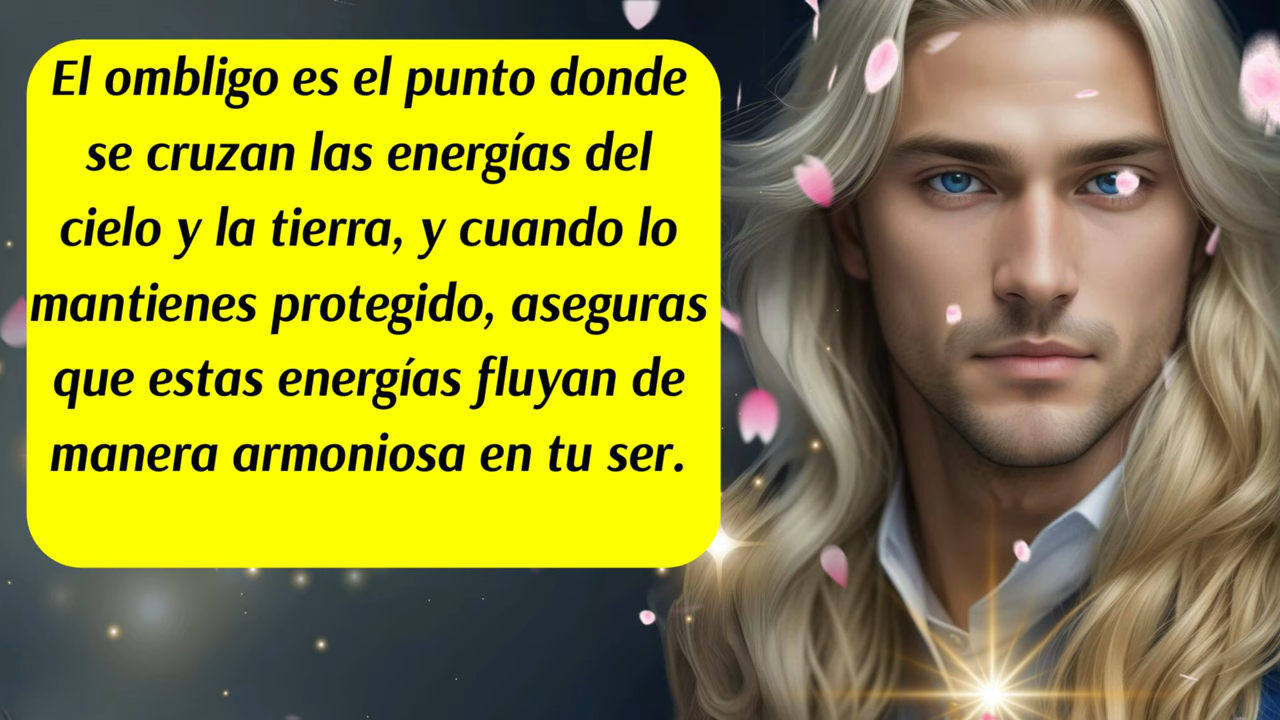 El ombligo es el punto donde
se cruzan las energías del
cielo y la tierra, y cuando lo
mantienes protegido, aseguras
que estas energías fluyan de
manera armoniosa en tu ser.